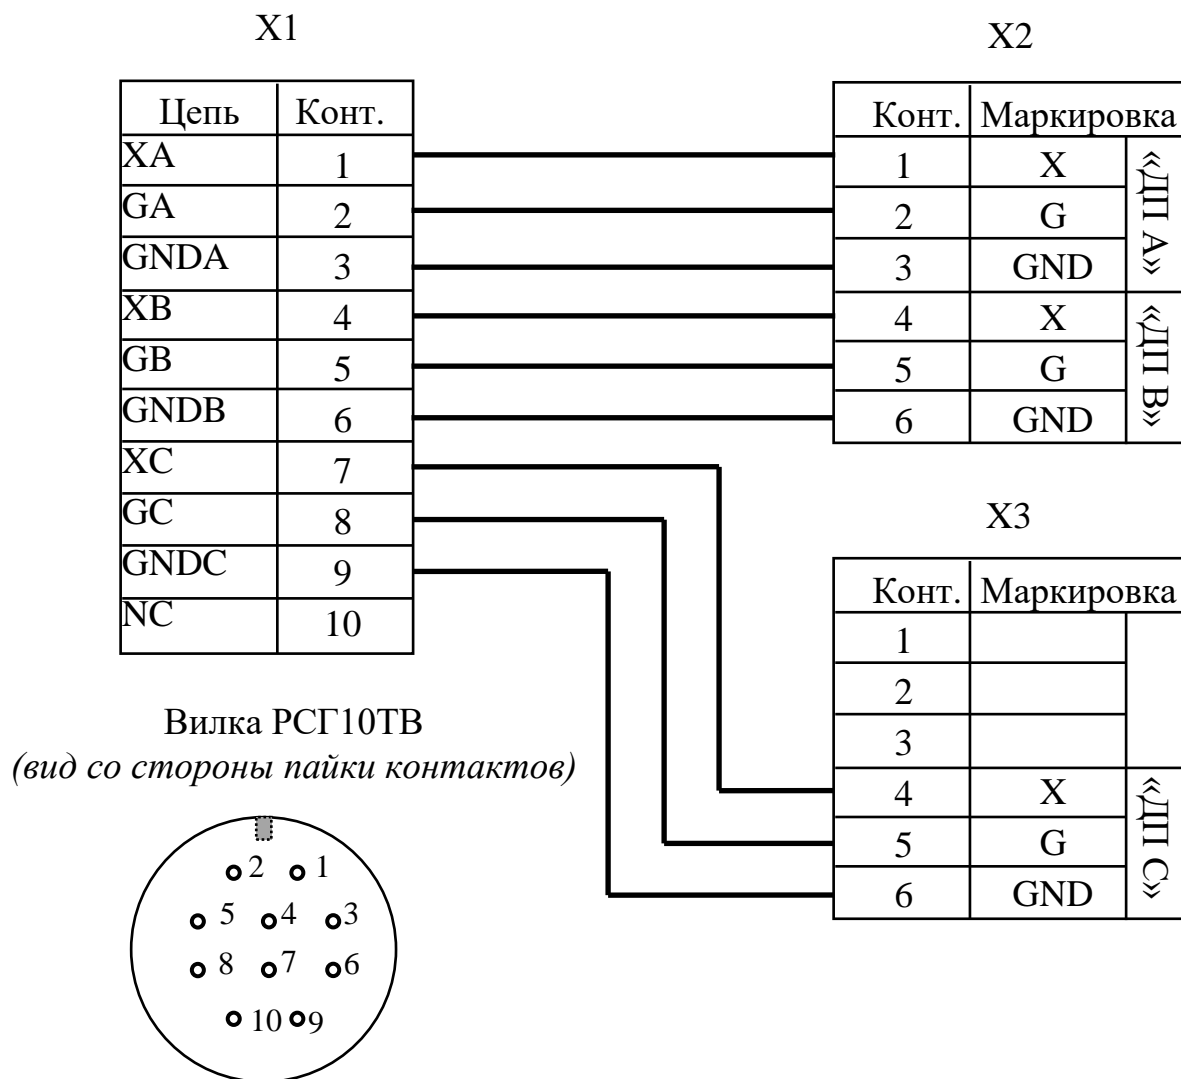 X1
Цепь Конт.
XA 1
GA 2
GNDA 3
XB 4
GB 5
GNDB 6
XC 7
GC 8
GNDC 9
NC 10
X2
Конт. Маркировка
1 X «ДП А»
2 G
3 GND
4 X «ДП В»
5 G
6 GND
X3
Конт. Маркировка
1
2
3
4 X «ДП С»
5 G
6 GND
Вилка РСГ10ТВ
(вид со стороны пайки контактов)
2 1
5 4 3
8 7 6
10 9